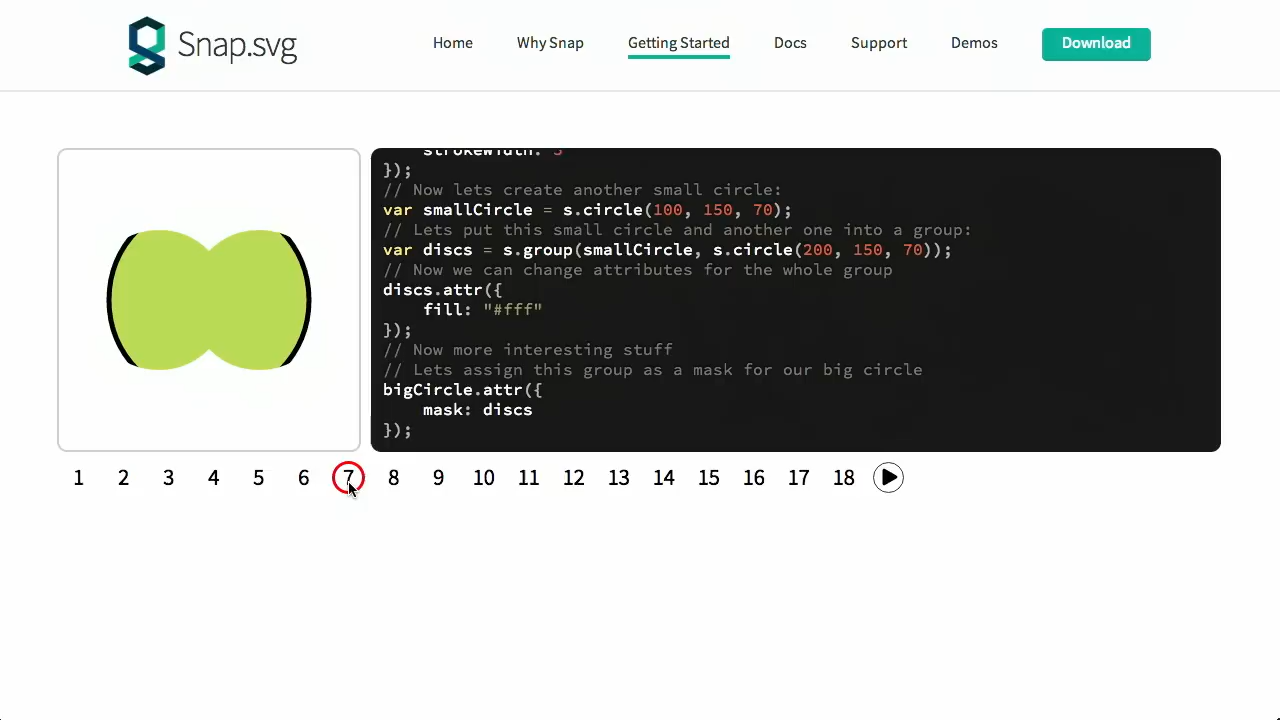 Snap.svg
Home Why Snap Getting Started Docs Support Demos Download
strokeWidth: 5
});
// Now lets create another small circle:
var smallCircle = s.circle(100, 150, 70);
// Lets put this small circle and another one into a group:
var discs = s.group(smallCircle, s.circle(200, 150, 70));
// Now we can change attributes for the whole group
discs.attr({
    fill: "#fff"
});
// Now more interesting stuff
// Lets assign this group as a mask for our big circle
bigCircle.attr({
    mask: discs
});
1 2 3 4 5 6 7 8 9 10 11 12 13 14 15 16 17 18